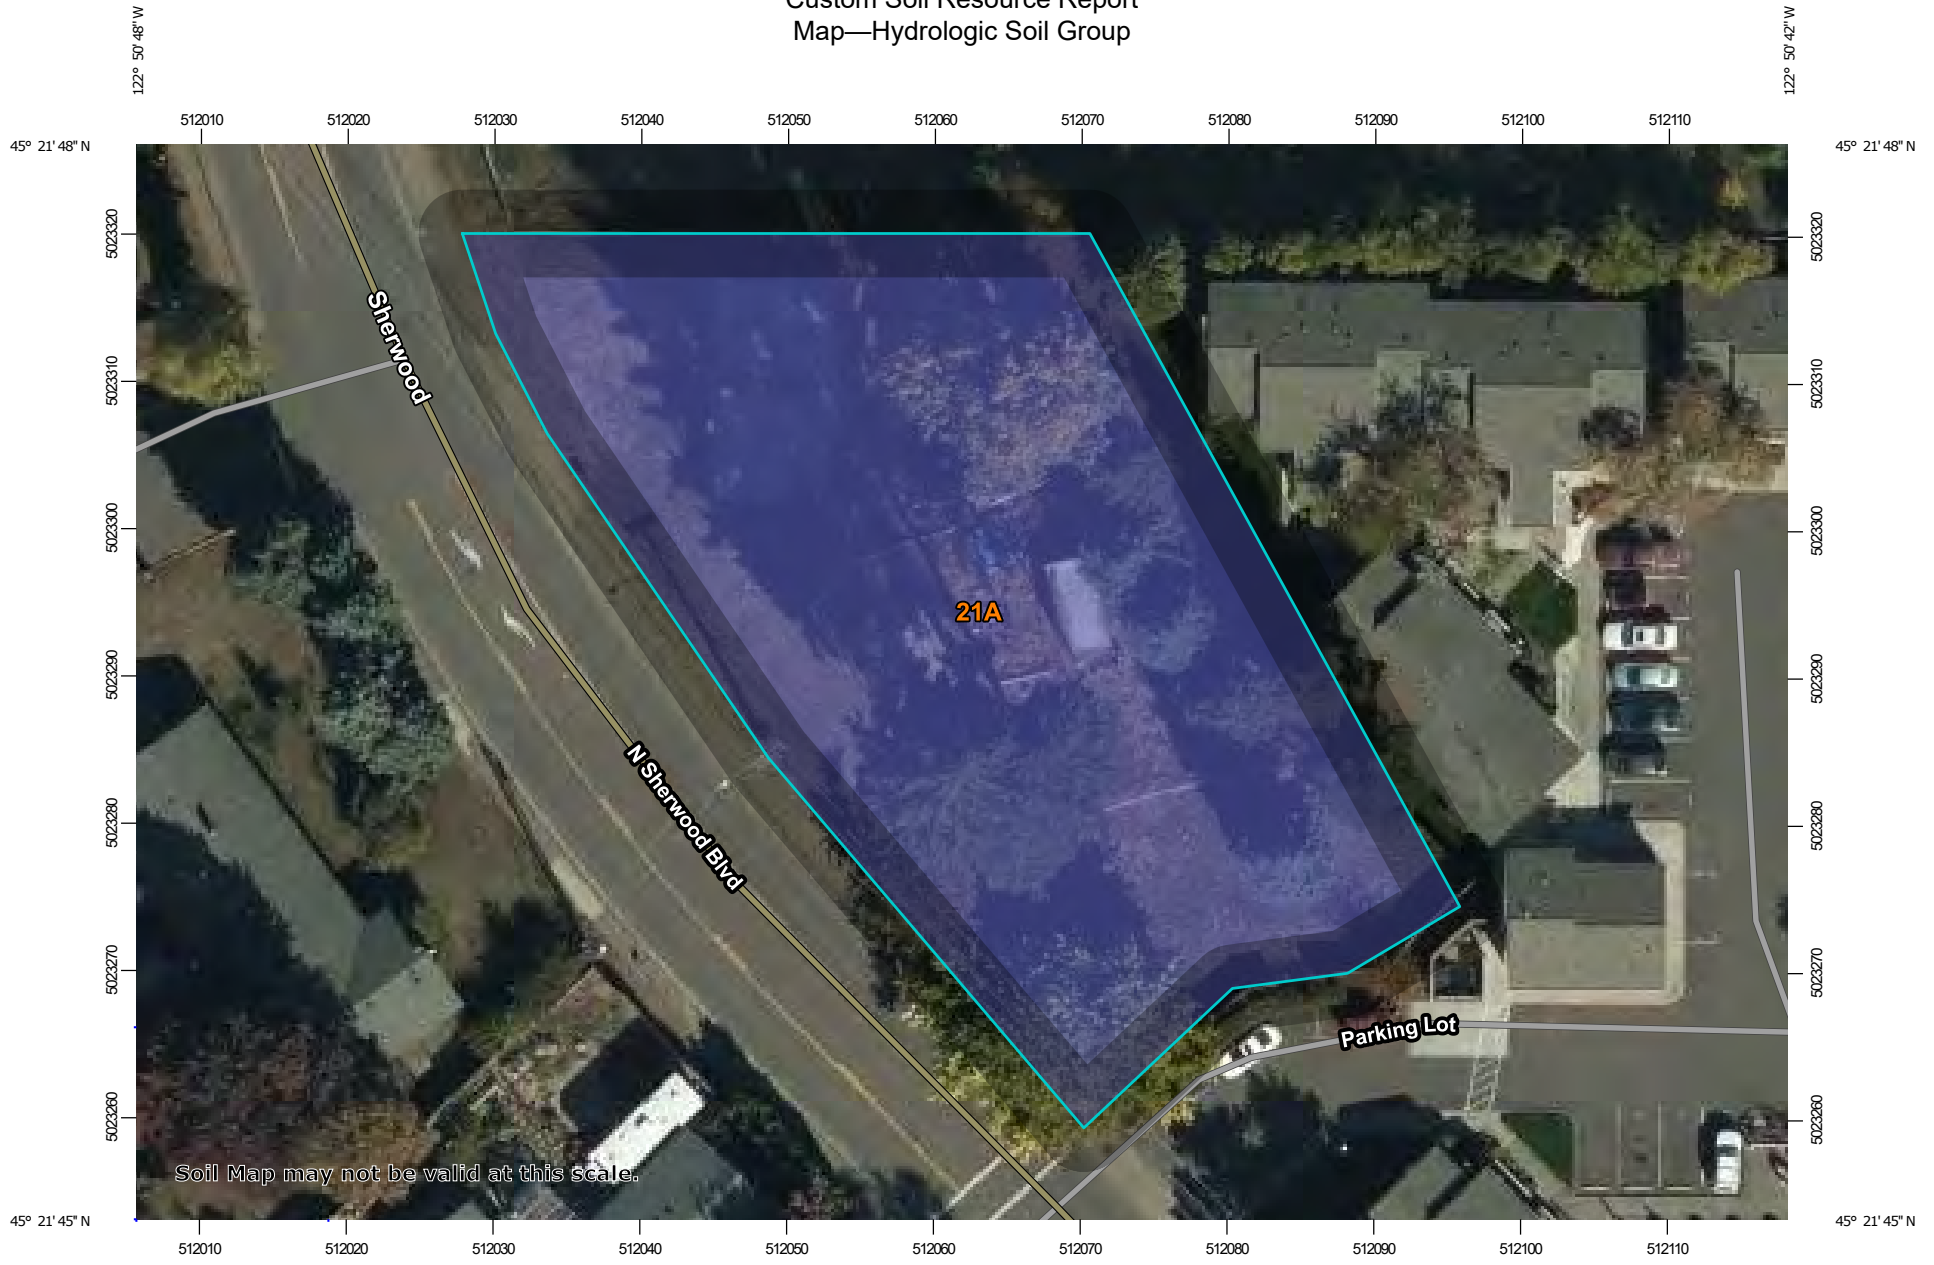 Custom Soil Resource Report
Map—Hydrologic Soil Group
122° 50' 48" W
122° 50' 42" W
512010 512020 512030 512040 512050 512060 512070 512080 512090 512100 512110
45° 21' 48" N
45° 21' 48" N
5023320
5023320
Sherwood
5023310
5023310
5023300
5023300
21A
5023290
5023290
N Sherwood Blvd
5023280
5023280
5023270
5023270
Parking Lot
5023260
5023260
Soil Map may not be valid at this scale.
45° 21' 45" N
45° 21' 45" N
512010 512020 512030 512040 512050 512060 512070 512080 512090 512100 512110